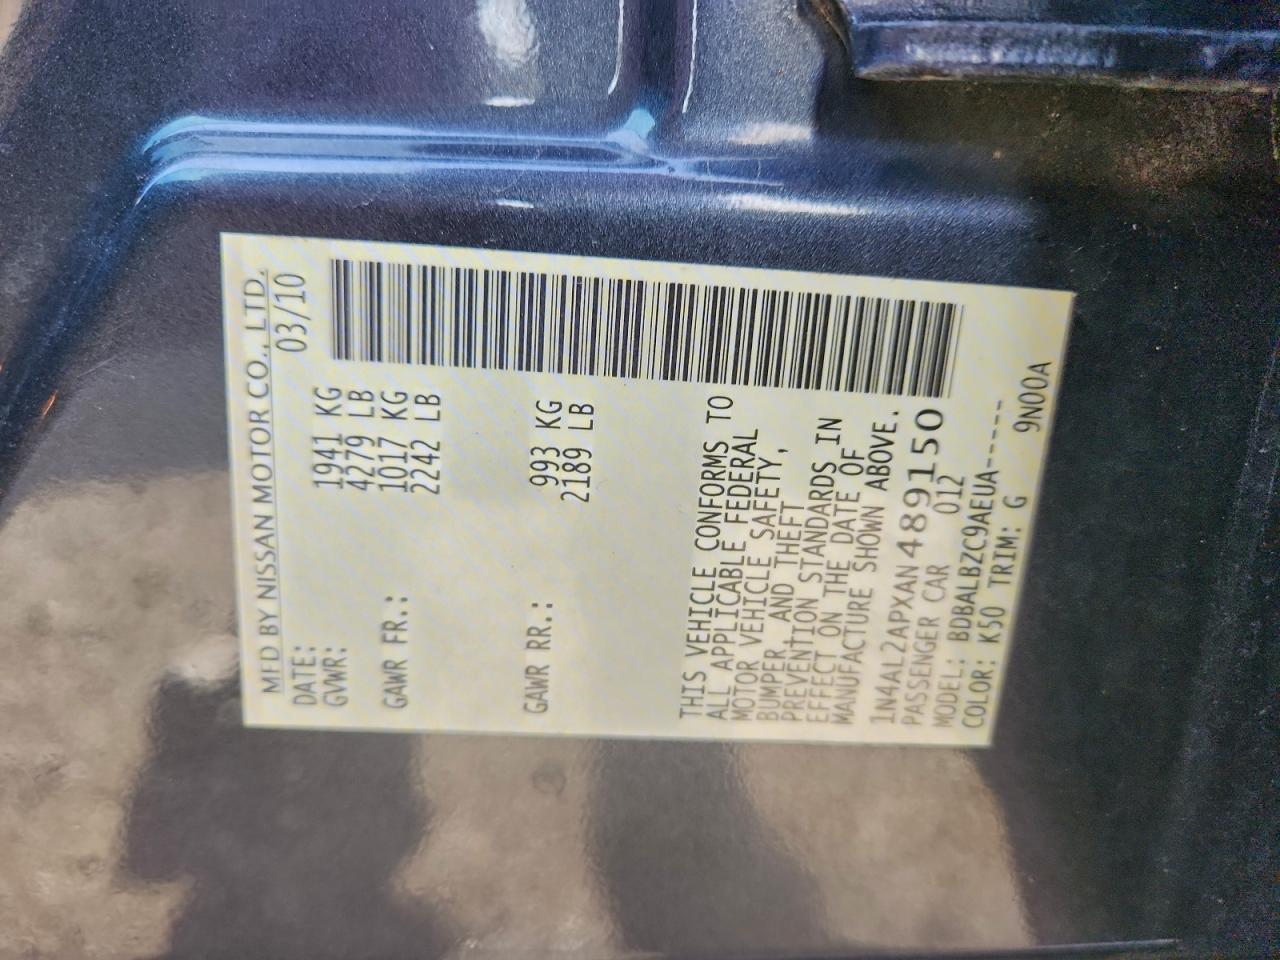 MFD BY NISSAN MOTOR CO., LTD.
DATE: 03/10
GVWR: 1941 KG
4279 LB
GAWR FR.: 1017 KG
2242 LB
GAWR RR.: 993 KG
2189 LB
THIS VEHICLE CONFORMS TO
ALL APPLICABLE FEDERAL
MOTOR VEHICLE SAFETY,
BUMPER, AND THEFT
PREVENTION STANDARDS IN
EFFECT ON THE DATE OF
MANUFACTURE SHOWN ABOVE.
1N4AL2APXAN489150
PASSENGER CAR 012
MODEL: BDBALBZC9AEUA-----
COLOR: K50 TRIM: G 9N00A